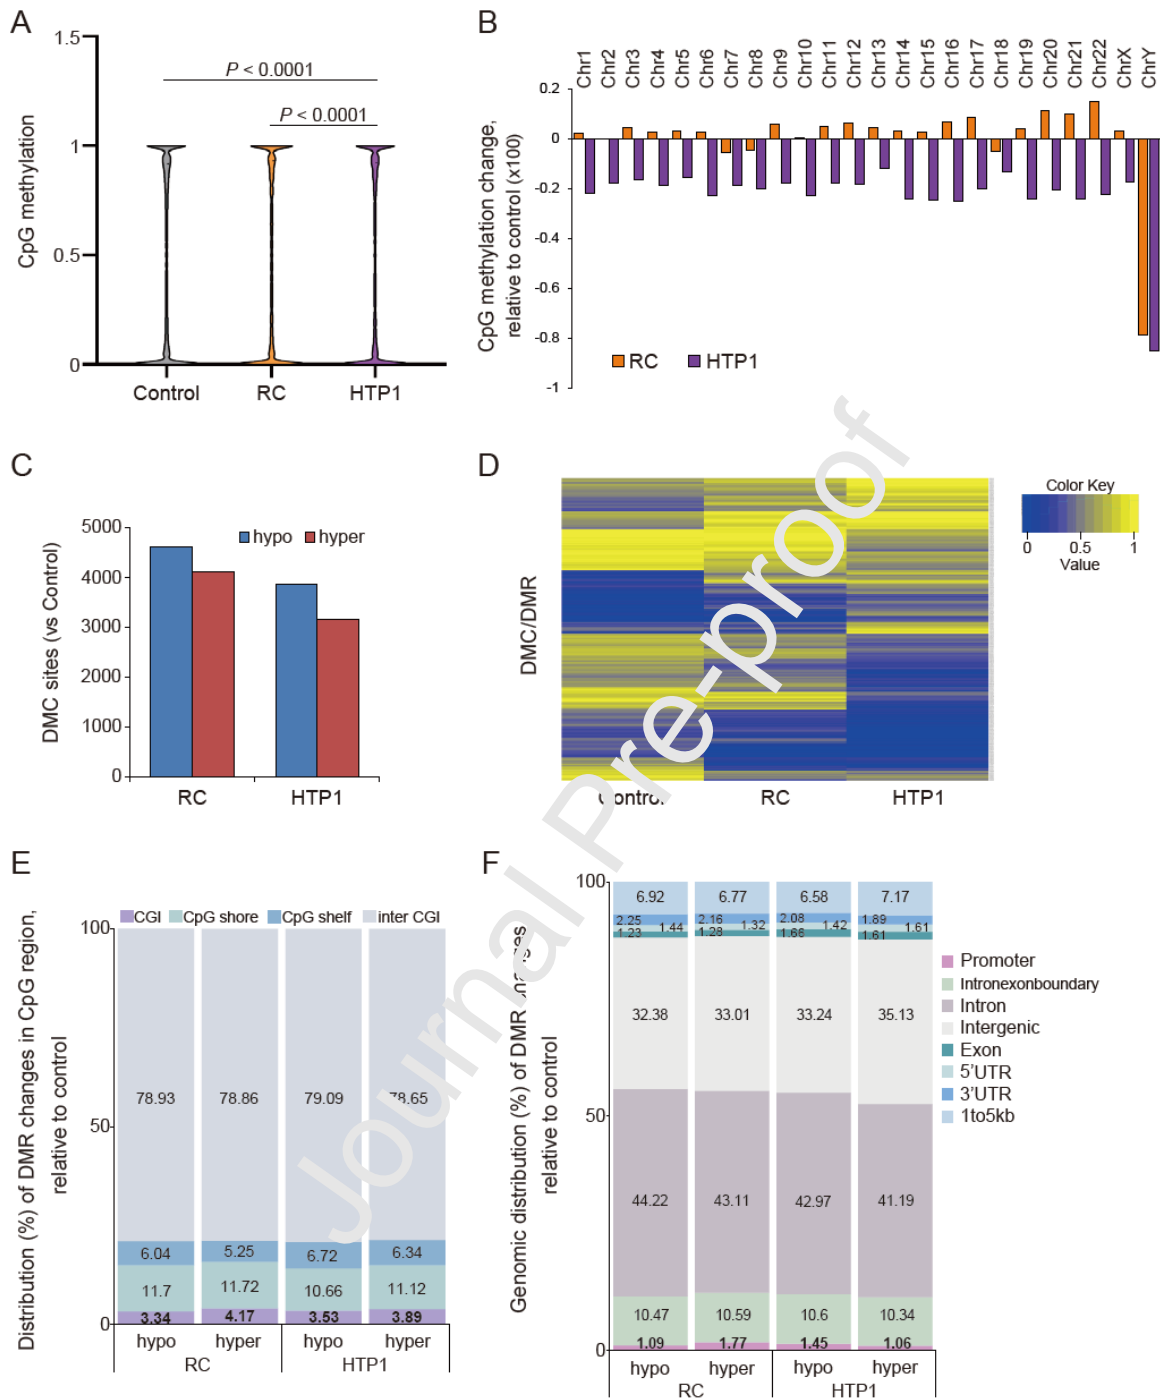 A
1.5
1
0.5
0
CpG methylation
P < 0.0001
P < 0.0001
Control
RC
HTP1
B
Chr1
Chr2
Chr3
Chr4
Chr5
Chr6
Chr7
Chr8
Chr9
Chr10
Chr11
Chr12
Chr13
Chr14
Chr15
Chr16
Chr17
Chr18
Chr19
Chr20
Chr21
Chr22
ChrX
ChrY
0.2
0
-0.2
-0.4
-0.6
-0.8
-1
CpG methylation change,
relative to control (x100)
RC
HTP1
C
5000
4000
3000
2000
1000
0
DMC sites (vs Control)
hypo
hyper
RC
HTP1
D
DMC/DMR
Control
RC
HTP1
Color Key
0 0.5 1
Value
E
Distribution (%) of DMR changes in CpG region,
relative to control
CGI CpG shore CpG shelf inter CGI
100
50
0
78.93 78.86 79.09 78.65
6.04 5.25 6.72 6.34
11.7 11.72 10.66 11.12
3.34 4.17 3.53 3.89
hypo hyper hypo hyper
RC HTP1
F
Genomic distribution (%) of DMR changes
relative to control
100
50
0
6.92 6.77 6.58 7.17
2.25 2.16 2.08 1.89
1.44 1.32 1.42 1.61
1.23 1.28 1.66 1.61
32.38 33.01 33.24 35.13
44.22 43.11 42.97 41.19
10.47 10.59 10.6 10.34
1.09 1.77 1.45 1.06
hypo hyper hypo hyper
RC HTP1
Promoter
Intronexonboundary
Intron
Intergenic
Exon
5'UTR
3'UTR
1to5kb
Journal Pre-proof